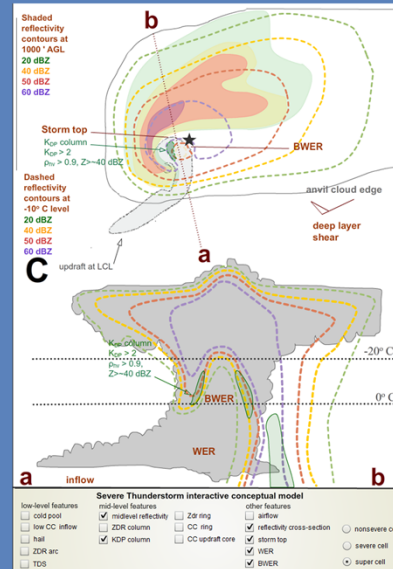 Shaded
reflectivity
contours at
1000 ' AGL
20 dBZ
40 dBZ
50 dBZ
60 dBZ
b
Storm top
KDP column
KDP > 2
ρhv > 0.9, Z>~40 dBZ
BWER
Dashed
reflectivity
contours at
-10° C level
20 dBZ
40 dBZ
50 dBZ
60 dBZ
anvil cloud edge
deep layer
shear
updraft at LCL
a
C
KDP column
KDP > 2
ρhv > 0.9,
Z>~40 dBZ
-20° C
0° C
BWER
WER
a
inflow
b
Severe Thunderstorm interactive conceptual model
low-level features
cold pool
low CC inflow
hail
ZDR arc
TDS
mid-level features
midlevel reflectivity
ZDR column
KDP column
Zdr ring
CC ring
CC updraft core
other features
airflow
reflectivity cross-section
storm top
WER
BWER
nonsevere c
severe cell
super cell